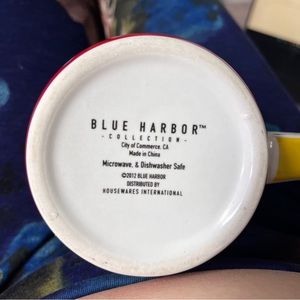 BLUE HARBOR™
- COLLECTION -
City of Commerce, CA
Made in China
Microwave, & Dishwasher Safe
©2012 BLUE HARBOR
DISTRIBUTED BY
HOUSEWARES INTERNATIONAL